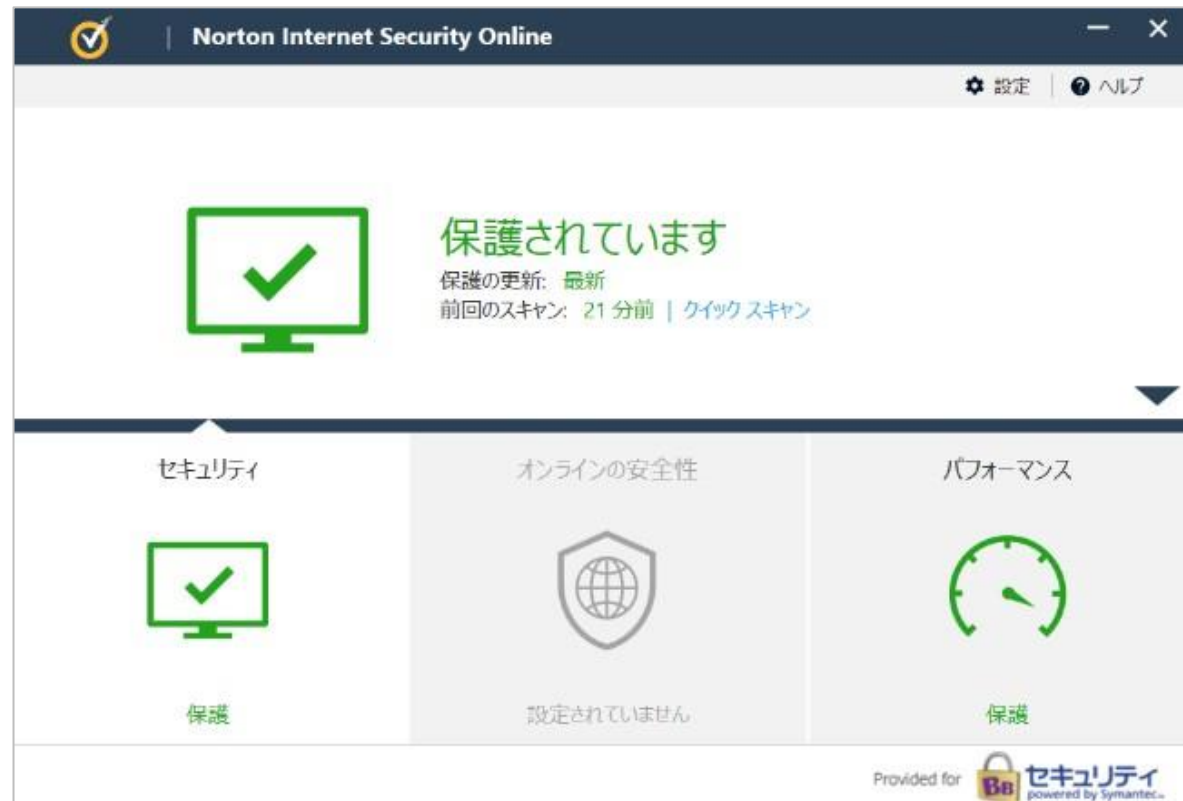 Norton Internet Security Online
設定 | ヘルプ
保護されています
保護の更新: 最新
前回のスキャン: 21 分前 | クイック スキャン
セキュリティ
オンラインの安全性
パフォーマンス
保護
設定されていません
保護
Provided for
BB セキュリティ
powered by Symantec